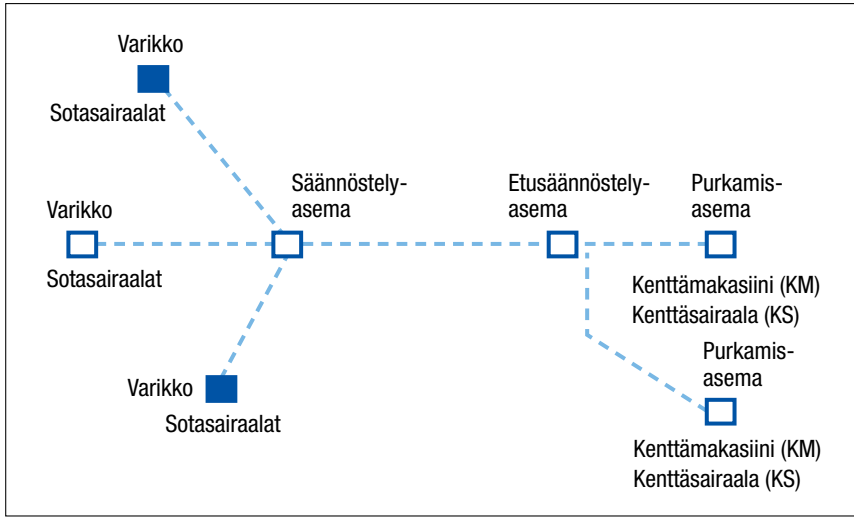 Varikko
Sotasairaalat
Varikko
Sotasairaalat
Varikko
Sotasairaalat
Säännöstely-
asema
Etusäännöstely-
asema
Purkamis-
asema
Kenttämakasiini (KM)
Kenttäsairaala (KS)
Purkamis-
asema
Kenttämakasiini (KM)
Kenttäsairaala (KS)